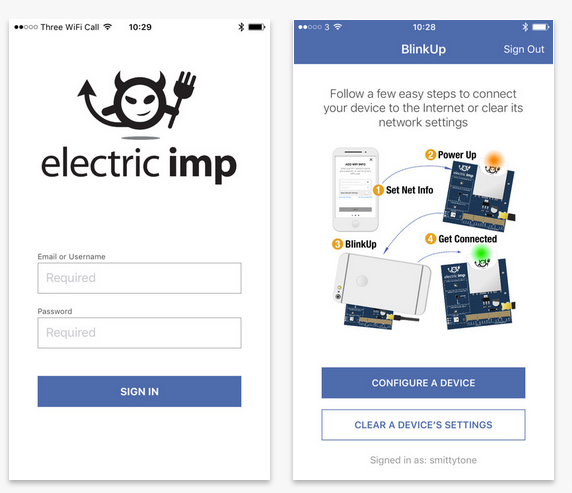 Three WiFi Call 10:29
electric imp
Email or Username
Required
Password
Required
SIGN IN
3 10:28
BlinkUp Sign Out
Follow a few easy steps to connect
your device to the Internet or clear its
network settings
2 Power Up
1 Set Net Info
3 BlinkUp
4 Get Connected
CONFIGURE A DEVICE
CLEAR A DEVICE'S SETTINGS
Signed in as: smittytone